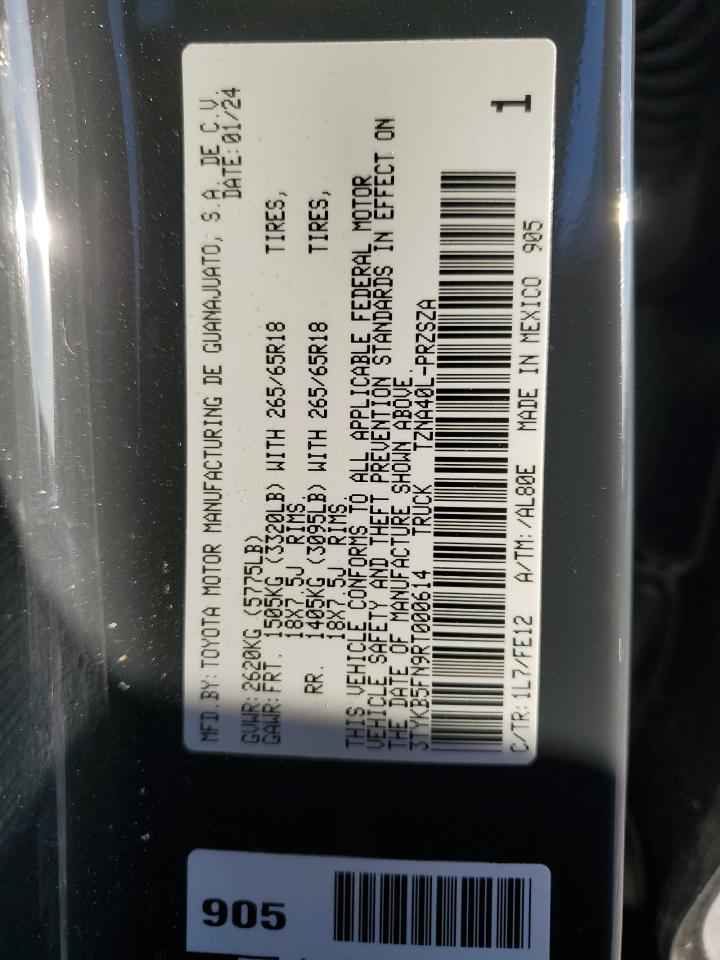 MFD.BY:TOYOTA MOTOR MANUFACTURING DE GUANAJUATO, S.A. DE C.V.
DATE:01/24
GVWR:2620KG (5775LB)
GAWR:FRT. 1505KG (3320LB) WITH 265/65R18 TIRES,
18X7.5J RIMS,
RR. 1405KG (3095LB) WITH 265/65R18 TIRES,
18X7.5J RIMS.
THIS VEHICLE CONFORMS TO ALL APPLICABLE FEDERAL MOTOR
VEHICLE SAFETY AND THEFT PREVENTION STANDARDS IN EFFECT ON
THE DATE OF MANUFACTURE SHOWN ABOVE.
3TYKB5FN9RT000614 TRUCK TZNA40L-PRZSZA
C/TR:1L7/FE12 A/TM:/AL80E MADE IN MEXICO 905
1
905